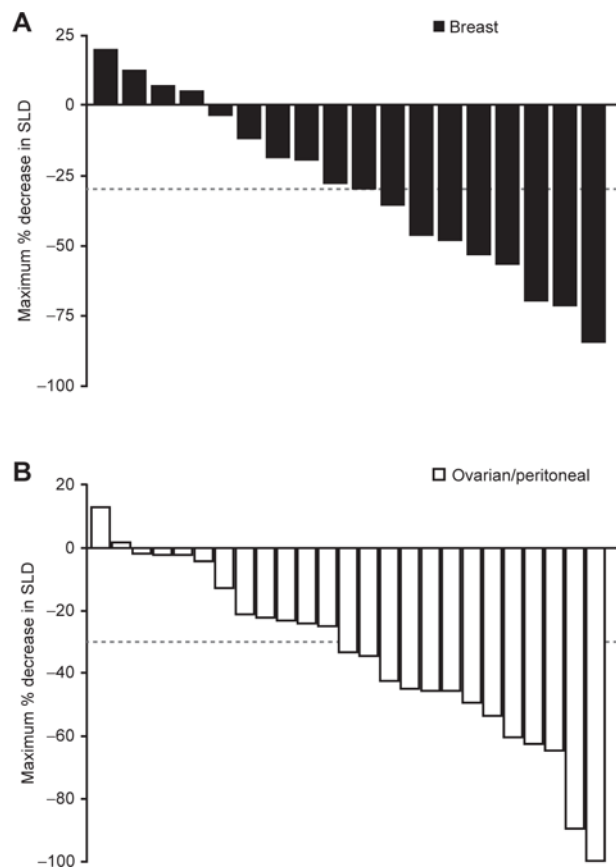 A
Breast
Maximum % decrease in SLD
25
0
−25
−50
−75
−100
B
Ovarian/peritoneal
Maximum % decrease in SLD
20
0
−20
−40
−60
−80
−100